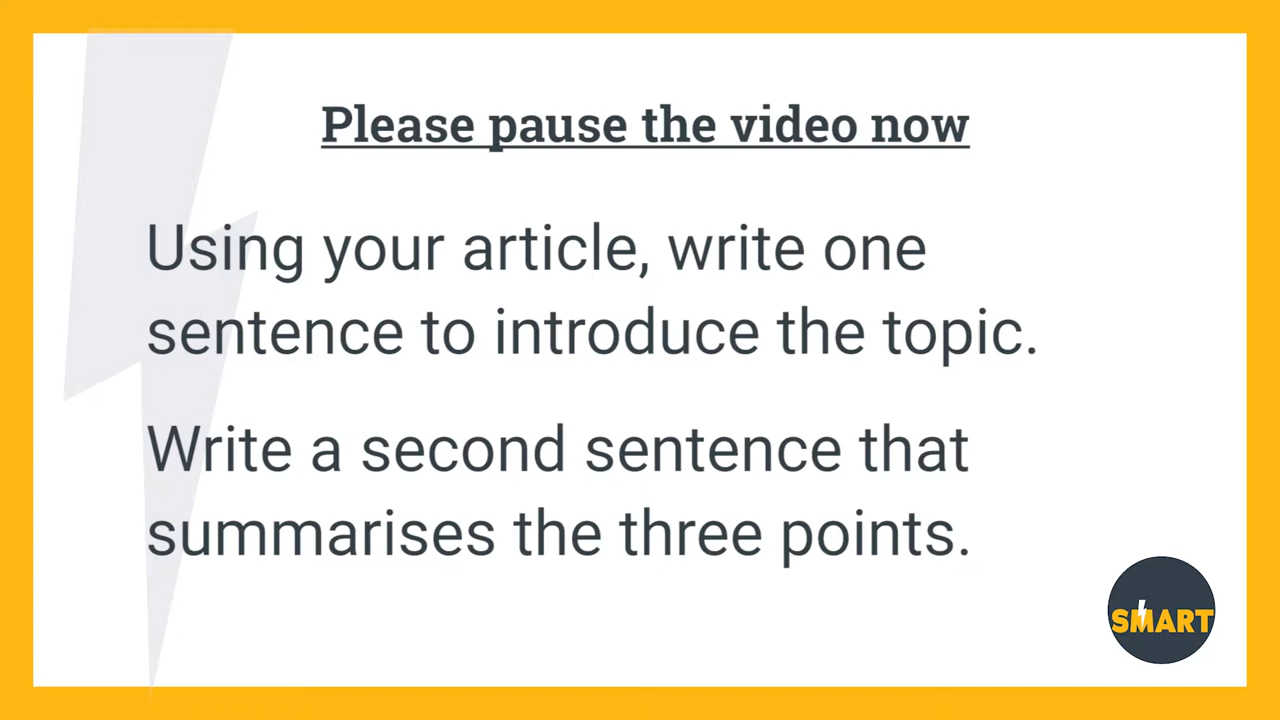 Please pause the video now
Using your article, write one
sentence to introduce the topic.
Write a second sentence that
summarises the three points.
SMART